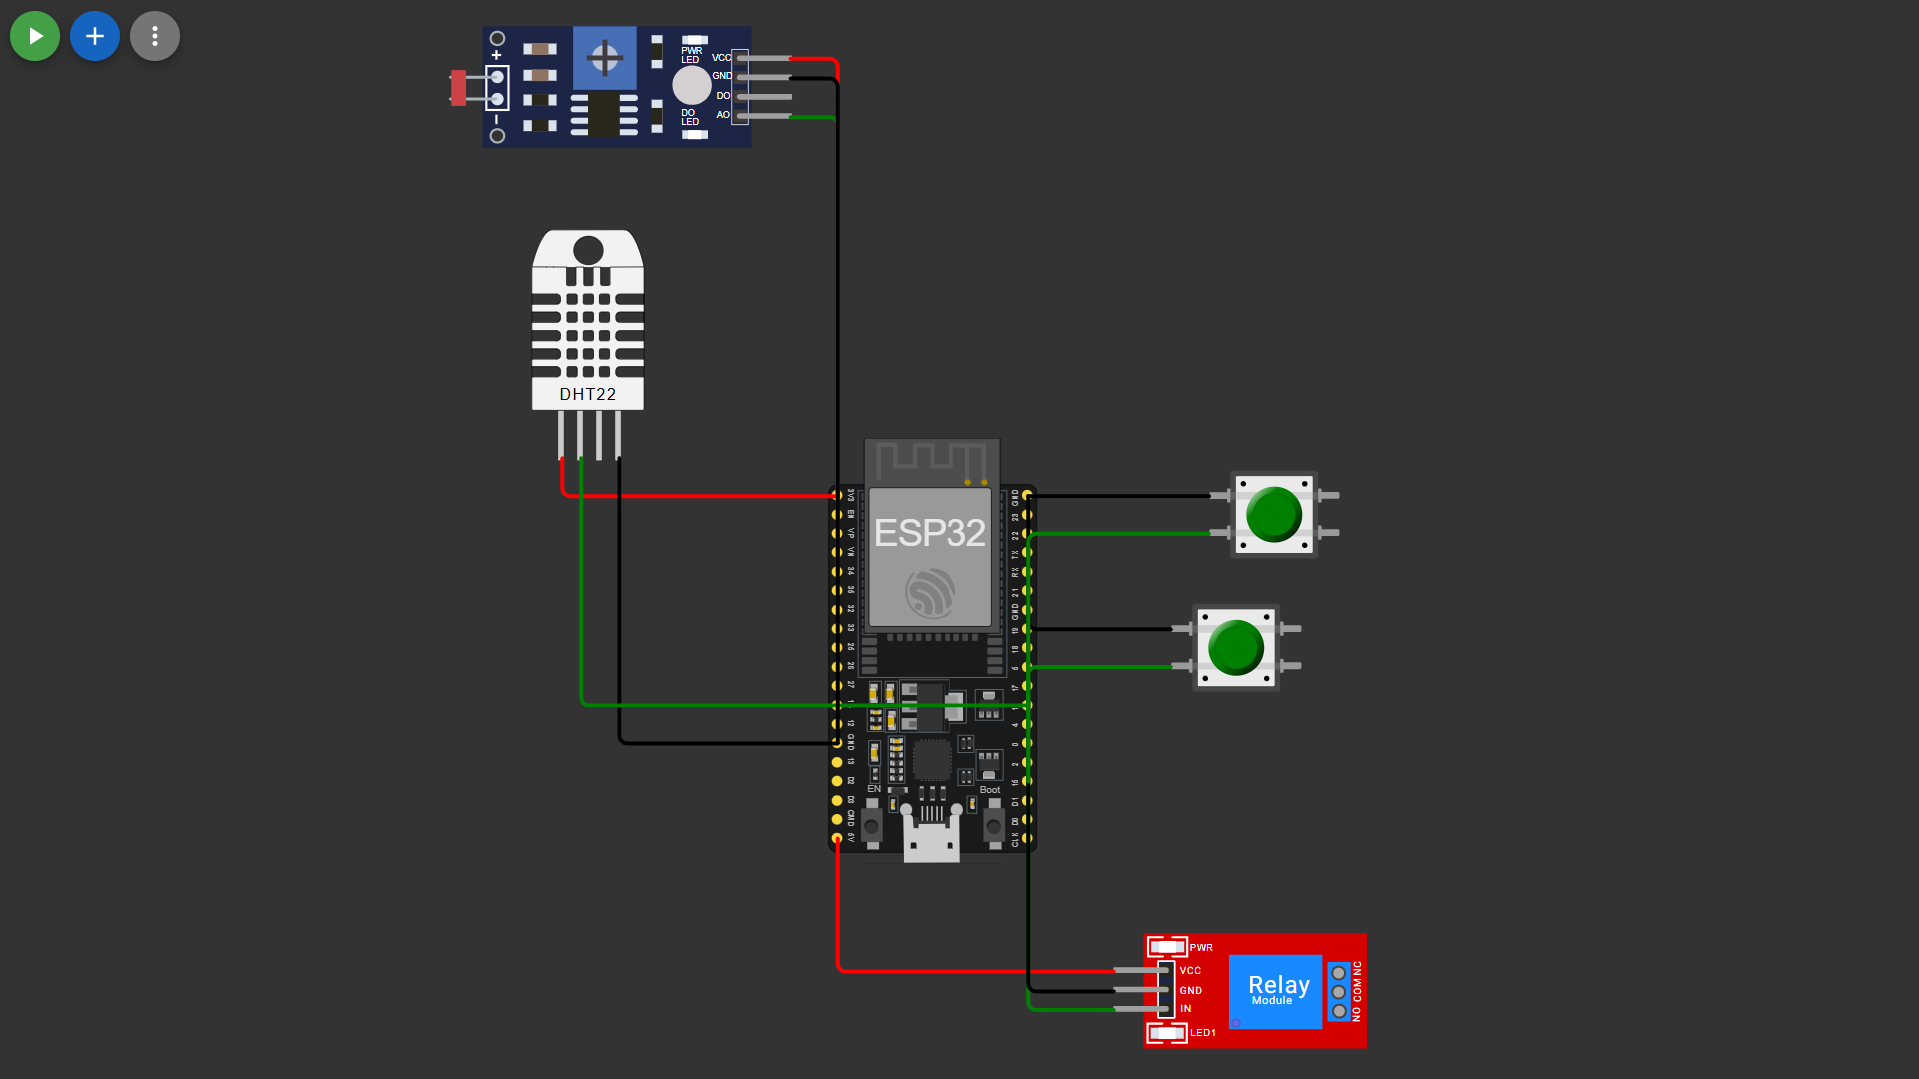 +
PWR
LED
VCC
GND
DO
AO
DO
LED
−
DHT22
ESP32
3V3
EN
VP
VN
34
35
32
33
25
26
27
12
GND
13
D2
D3
CMD
5V
GND
23
22
TX
RX
21
GND
19
18
5
17
4
0
2
15
D1
D0
CLK
EN
Boot
PWR
VCC
GND
IN
LED1
Relay
Module
NO COM NC